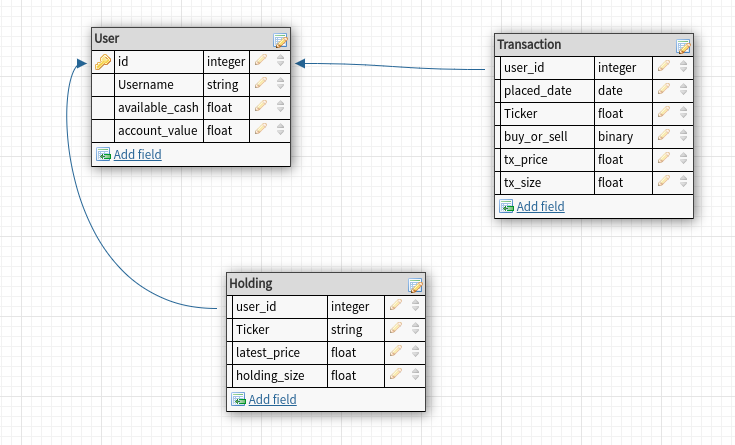 User
id integer
Username string
available_cash float
account_value float
Add field
Transaction
user_id integer
placed_date date
Ticker float
buy_or_sell binary
tx_price float
tx_size float
Add field
Holding
user_id integer
Ticker string
latest_price float
holding_size float
Add field